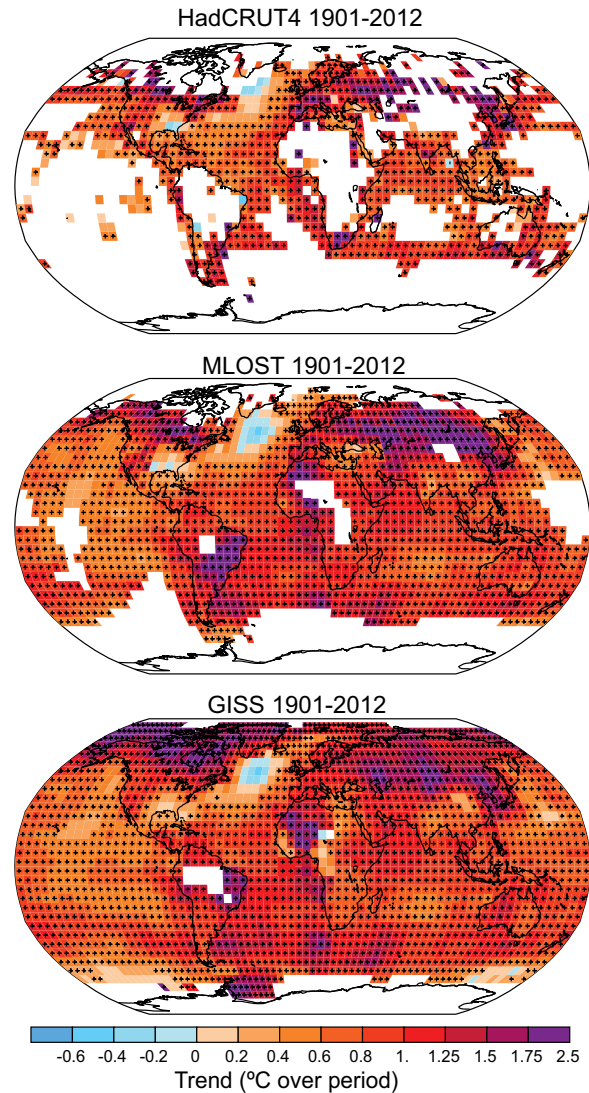 HadCRUT4 1901-2012
MLOST 1901-2012
GISS 1901-2012
-0.6 -0.4 -0.2 0 0.2 0.4 0.6 0.8 1. 1.25 1.5 1.75 2.5
Trend (ºC over period)